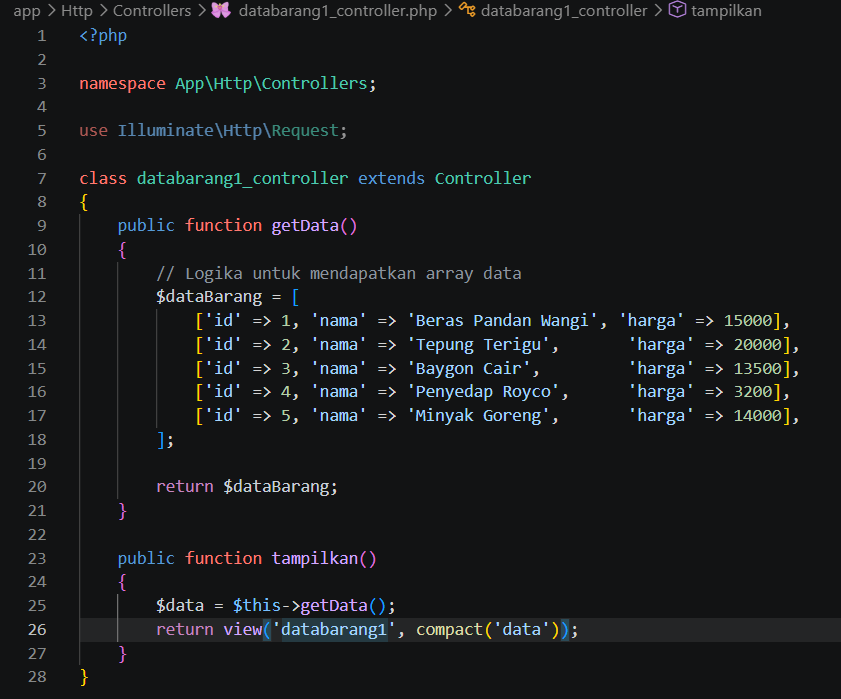 app > Http > Controllers > databarang1_controller.php > databarang1_controller > tampilkan
1 <?php
2
3 namespace App\Http\Controllers;
4
5 use Illuminate\Http\Request;
6
7 class databarang1_controller extends Controller
8 {
9     public function getData()
10     {
11         // Logika untuk mendapatkan array data
12         $dataBarang = [
13             ['id' => 1, 'nama' => 'Beras Pandan Wangi', 'harga' => 15000],
14             ['id' => 2, 'nama' => 'Tepung Terigu',       'harga' => 20000],
15             ['id' => 3, 'nama' => 'Baygon Cair',         'harga' => 13500],
16             ['id' => 4, 'nama' => 'Penyedap Royco',      'harga' => 3200],
17             ['id' => 5, 'nama' => 'Minyak Goreng',       'harga' => 14000],
18         ];
19
20         return $dataBarang;
21     }
22
23     public function tampilkan()
24     {
25         $data = $this->getData();
26         return view('databarang1', compact('data'));
27     }
28 }